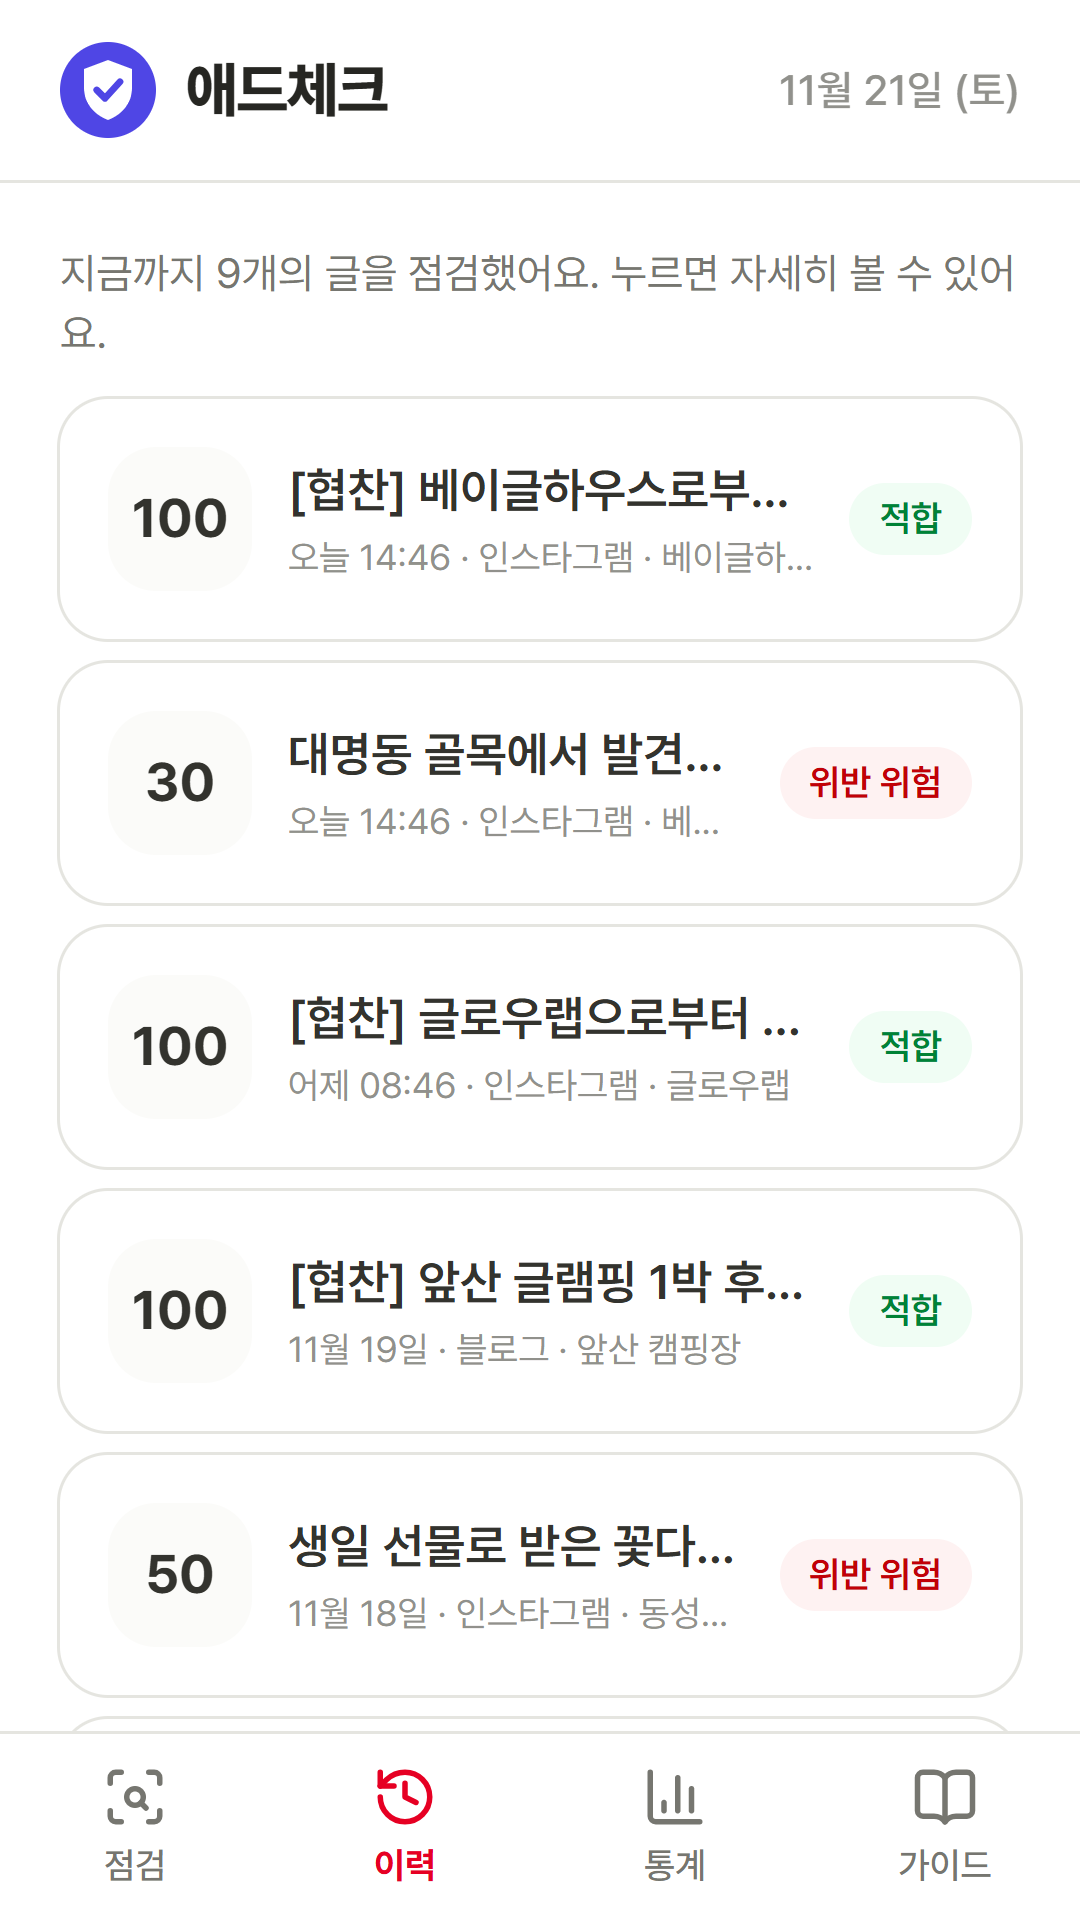 애드체크
11월 21일 (토)
지금까지 9개의 글을 점검했어요. 누르면 자세히 볼 수 있어
요.
100
[협찬] 베이글하우스로부...
오늘 14:46 · 인스타그램 · 베이글하...
적합
30
대명동 골목에서 발견...
오늘 14:46 · 인스타그램 · 베...
위반 위험
100
[협찬] 글로우랩으로부터 ...
어제 08:46 · 인스타그램 · 글로우랩
적합
100
[협찬] 앞산 글램핑 1박 후...
11월 19일 · 블로그 · 앞산 캠핑장
적합
50
생일 선물로 받은 꽃다...
11월 18일 · 인스타그램 · 동성...
위반 위험
점검
이력
통계
가이드